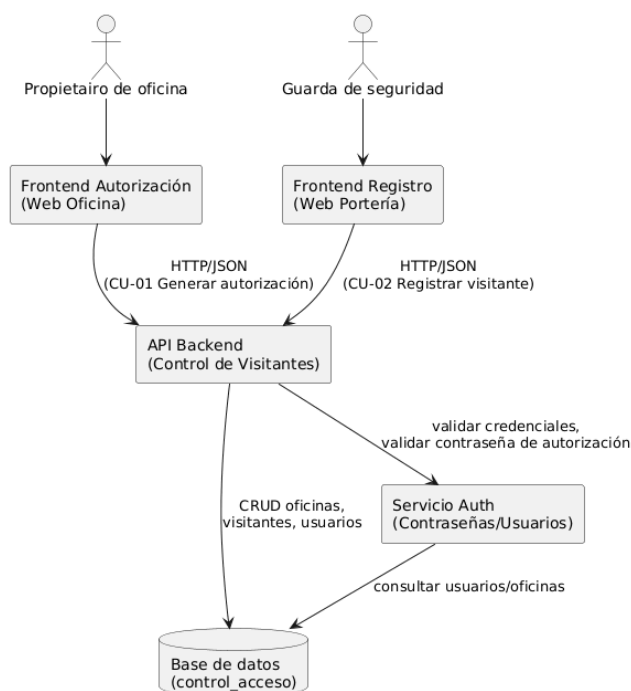 Propietairo de oficina
Guarda de seguridad
Frontend Autorización
(Web Oficina)
Frontend Registro
(Web Portería)
HTTP/JSON
(CU-01 Generar autorización)
HTTP/JSON
(CU-02 Registrar visitante)
API Backend
(Control de Visitantes)
validar credenciales,
validar contraseña de autorización
CRUD oficinas,
visitantes, usuarios
Servicio Auth
(Contraseñas/Usuarios)
consultar usuarios/oficinas
Base de datos
(control_acceso)